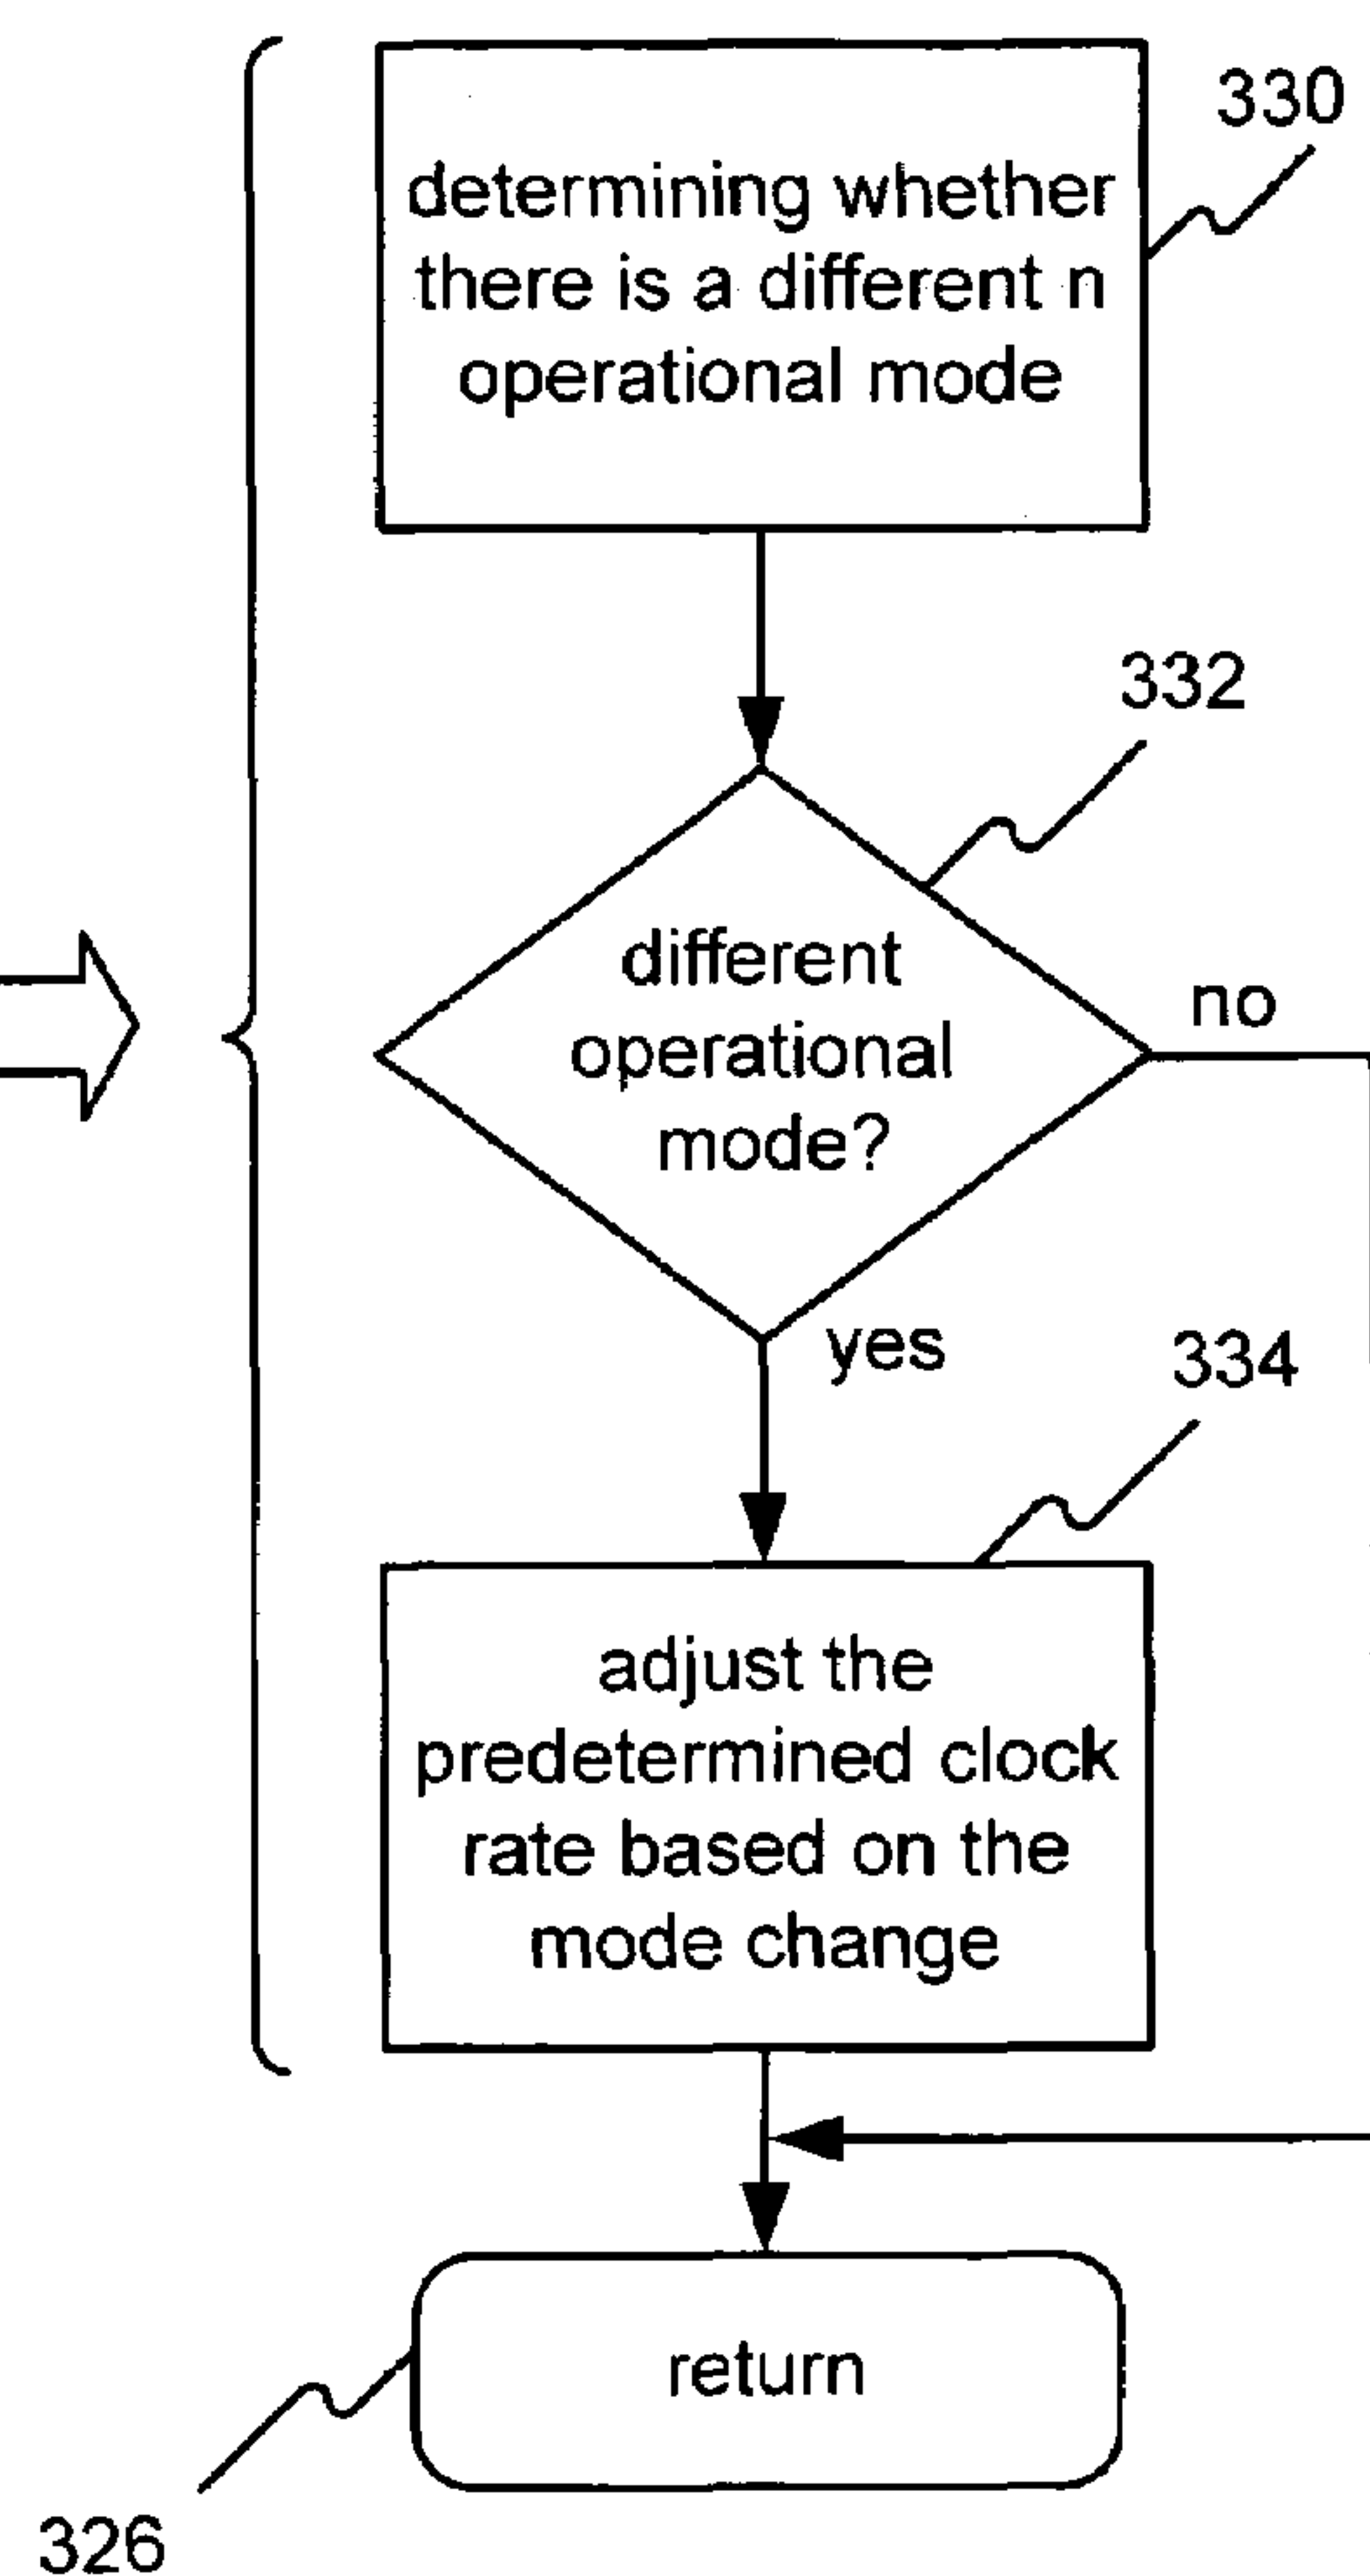 330
determining whether
there is a different n
operational mode
332
different
operational
mode?
no
yes
334
adjust the
predetermined clock
rate based on the
mode change
return
326